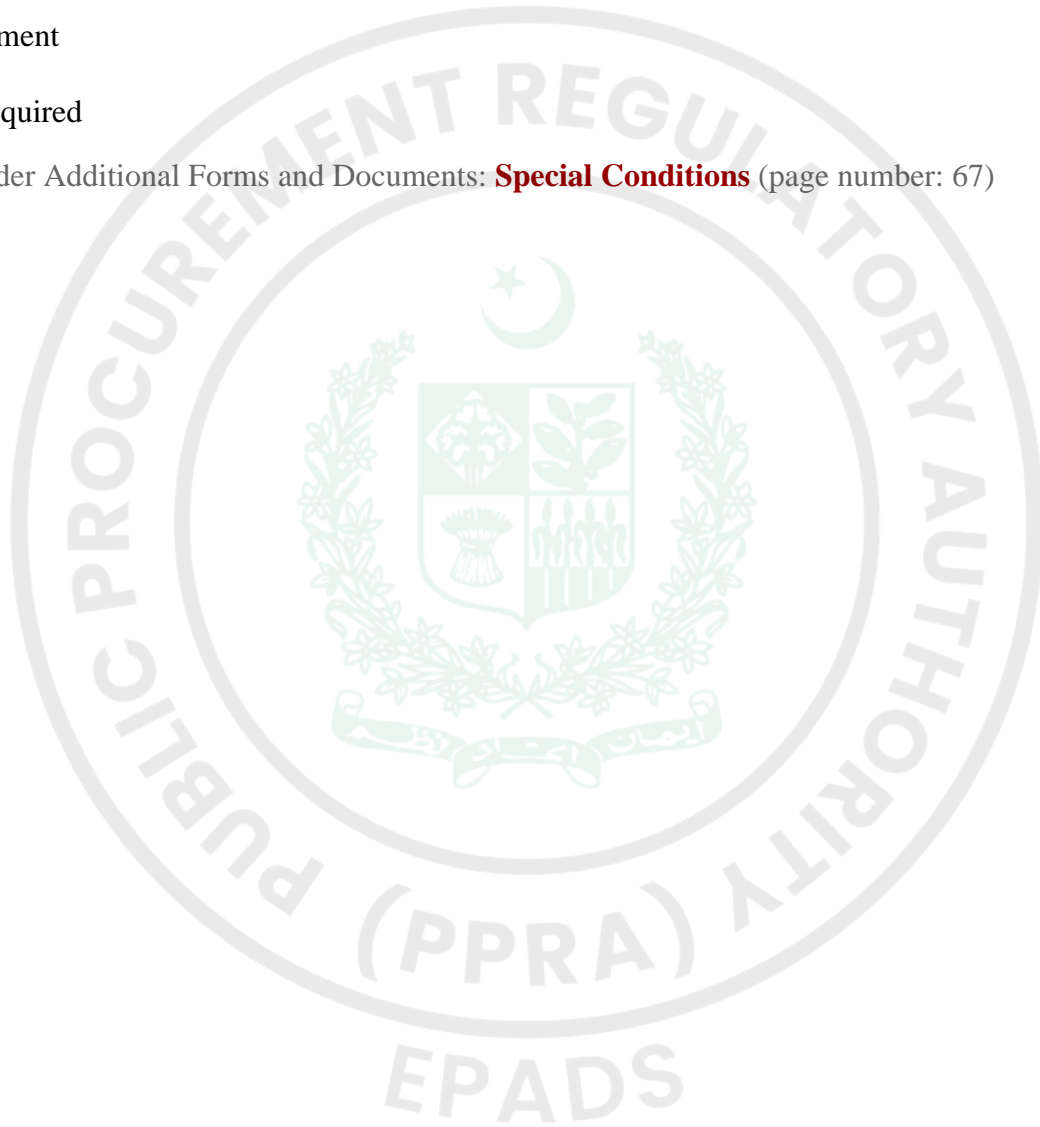 ment
quired
der Additional Forms and Documents: Special Conditions (page number: 67)
PUBLIC PROCUREMENT REGULATORY AUTHORITY
(PPRA)
EPADS